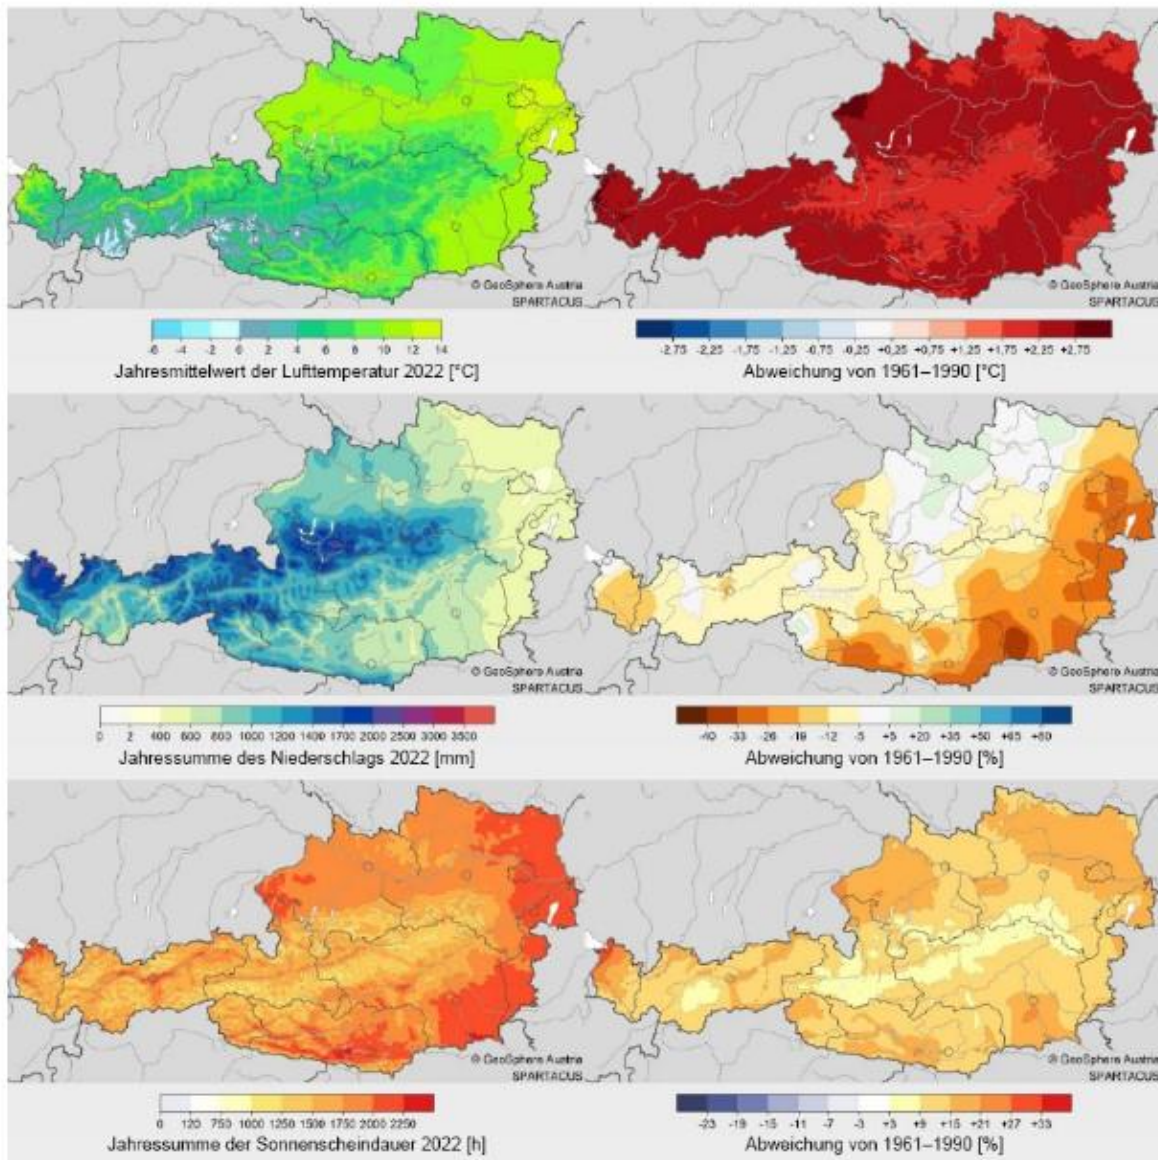 © GeoSphere Austria
SPARTACUS
© GeoSphere Austria
SPARTACUS
-6 -4 -2 0 2 4 6 8 10 12 14
Jahresmittelwert der Lufttemperatur 2022 [°C]
-2,75 -2,25 -1,75 -1,25 -0,75 -0,25 +0,25 +0,75 +1,25 +1,75 +2,25 +2,75
Abweichung von 1961–1990 [°C]
© GeoSphere Austria
SPARTACUS
© GeoSphere Austria
SPARTACUS
0 2 400 600 800 1000 1200 1400 1700 2000 2500 3000 3500
Jahressumme des Niederschlags 2022 [mm]
-40 -33 -26 -19 -12 -5 +5 +20 +35 +50 +65 +80
Abweichung von 1961–1990 [%]
© GeoSphere Austria
SPARTACUS
© GeoSphere Austria
SPARTACUS
0 120 750 1000 1250 1500 1750 2000 2250
Jahressumme der Sonnenscheindauer 2022 [h]
-23 -19 -15 -11 -7 -3 +3 +9 +15 +21 +27 +33
Abweichung von 1961–1990 [%]